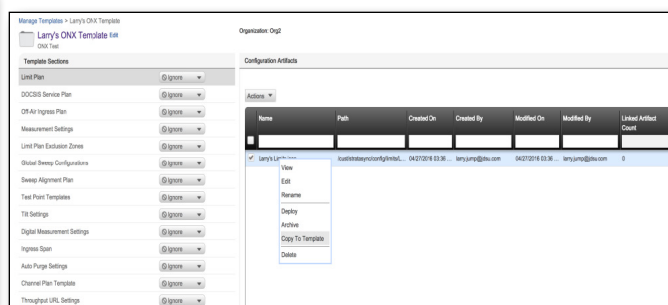 Manage Templates > Larry's ONX Template
Larry's ONX Template Edit
ONX Test
Organization: Org2
Template Sections
Limit Plan Ignore
DOCSIS Service Plan Ignore
Off-Air Ingress Plan Ignore
Measurement Settings Ignore
Limit Plan Exclusion Zones Ignore
Global Sweep Configurations Ignore
Sweep Alignment Plan Ignore
Test Point Templates Ignore
Tilt Settings Ignore
Digital Measurement Settings Ignore
Ingress Span Ignore
Auto Purge Settings Ignore
Channel Plan Template Ignore
Throughput URL Settings Ignore
Configuration Artifacts
Actions
Name Path Created On Created By Modified On Modified By Linked Artifact
Count
Larry's 04/27/2016 03:36 ... larry.jump@jdsu.com 04/27/2016 03:36 ... larry.jump@jdsu.com 0
View
Edit
Rename
Deploy
Archive
Copy To Template
Delete